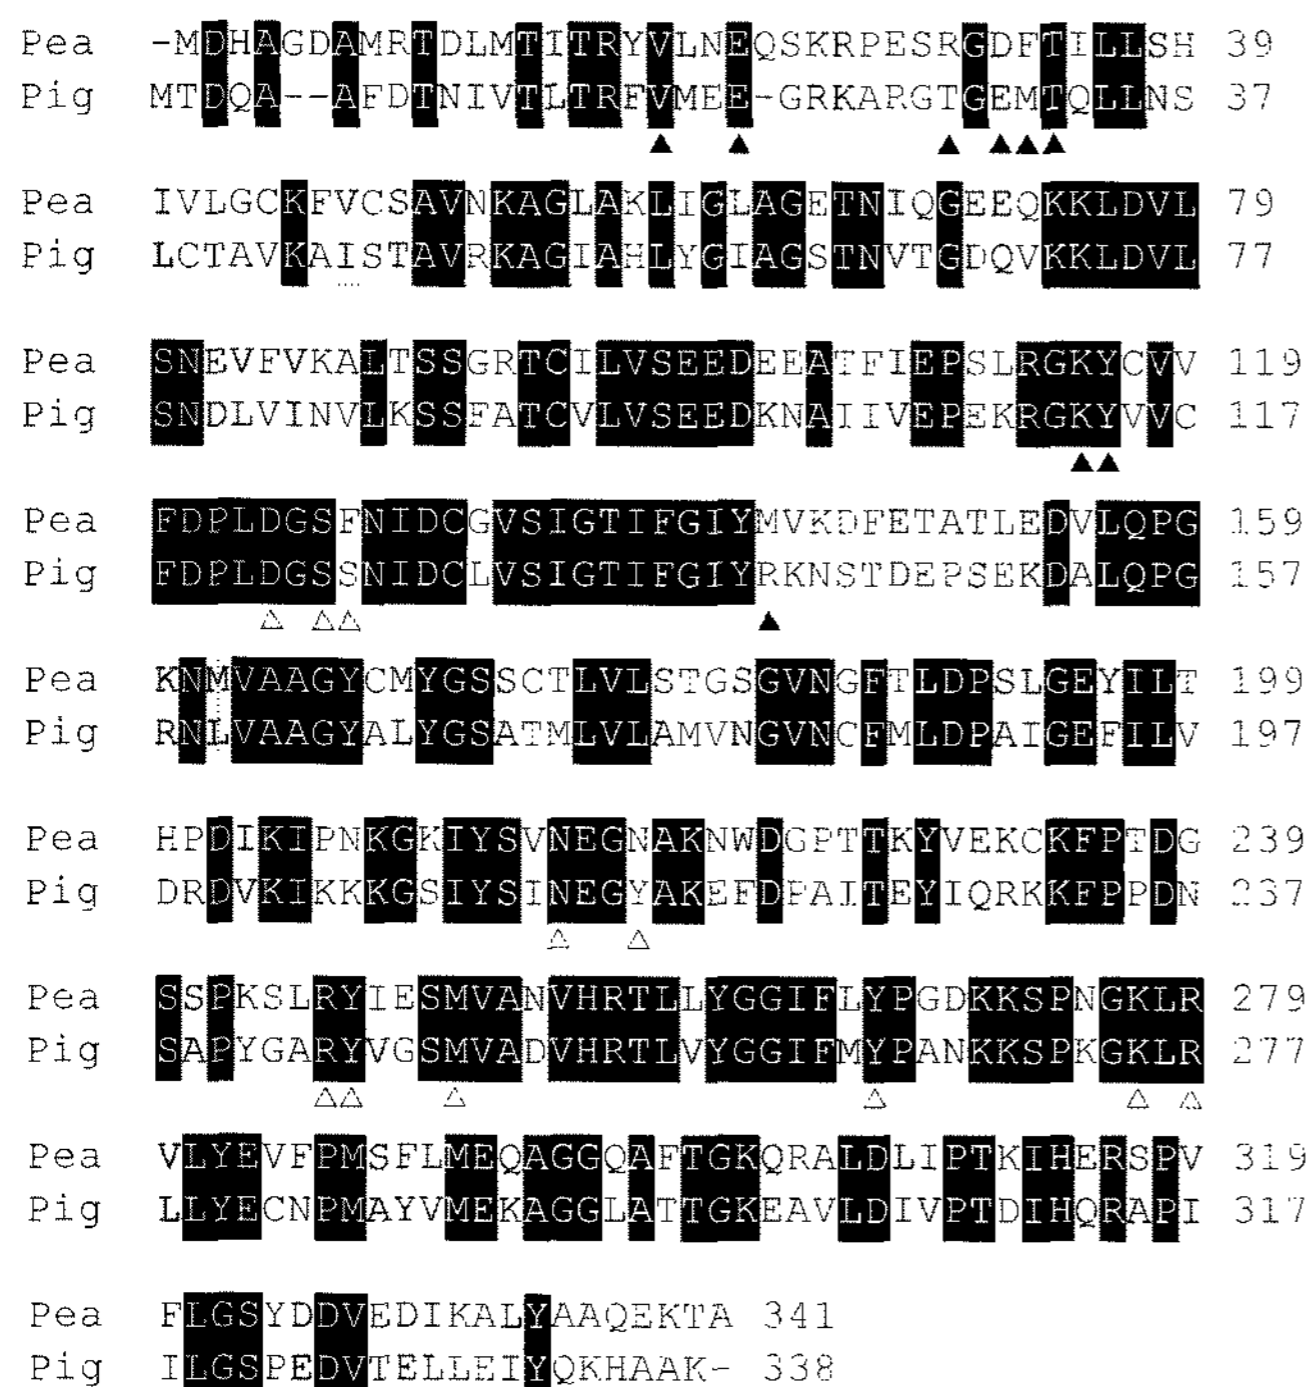 Pea -MDHAGDAMRTDLMTITRYVLNEQSKRPESRGDFTILLSH 39
Pig MTDQA--AFDTNIVTLTRFVMEE-GRKARGTGEMTQLLNS 37
Pea IVLGCKFVCSAVNKAGLAKLIGLAGETNIQGEEQKKLDVL 79
Pig LCTAVKAISTAVRKAGIAHLYGIAGSTNVTGDQVKKLDVL 77
Pea SNEVFVKALTSSGRTCILVSEEDEEATFIEPSLRGKYCVV 119
Pig SNDLVINVLKSSFATCVLVSEEDKNAIIVEPEKRGKYVVC 117
Pea FDPLDGSFNIDCGVSIGTIFGIYMVKDFETATLEDVLQPG 159
Pig FDPLDGSSNIDCLVSIGTIFGIYRKNSTDEPSEKDALQPG 157
Pea KNMVAAGYCMYGSSCTLVLSTGSGVNGFTLDPSLGEYILT 199
Pig RNLVAAGYALYGSATMLVLAMVNGVNCFMLDPAIGEFILV 197
Pea HPDIKIPNKGKIYSVNEGNAKNWDGPTTKYVEKCKFPTDG 239
Pig DRDVKIKKKGSIYSINEGYAKEFDPAITEYIQRKKFPPDN 237
Pea SSPKSLRYIESMVANVHRTLLYGGIFLYPGDKKSPNGKLR 279
Pig SAPYGARYVGSMVADVHRTLVYGGIFMYPANKKSPKGKLR 277
Pea VLYEVFPMSFLMEQAGGQAFTGKQRALDLIPTKIHERSPV 319
Pig LLYECNPMAYVMEKAGGLATTGKEAVLDIVPTDIHQRAPI 317
Pea FLGSYDDVEDIKALYAAQEKTA 341
Pig ILGSPEDVTELLEIYQKHAAK- 338